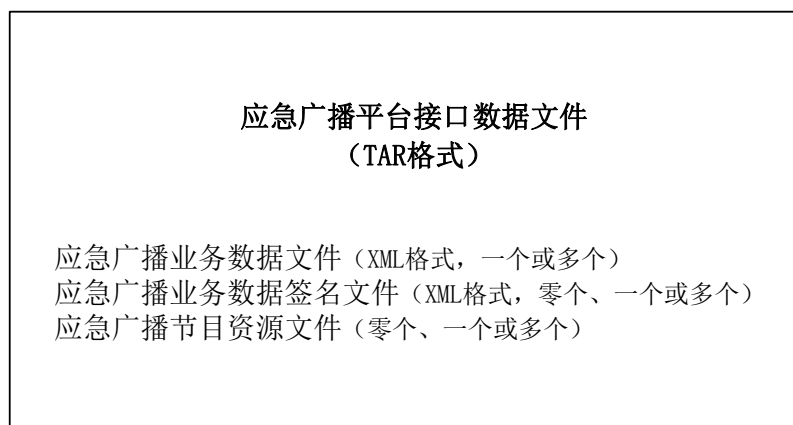 应急广播平台接口数据文件
（TAR格式）
应急广播业务数据文件（XML格式，一个或多个）
应急广播业务数据签名文件（XML格式，零个、一个或多个）
应急广播节目资源文件（零个、一个或多个）